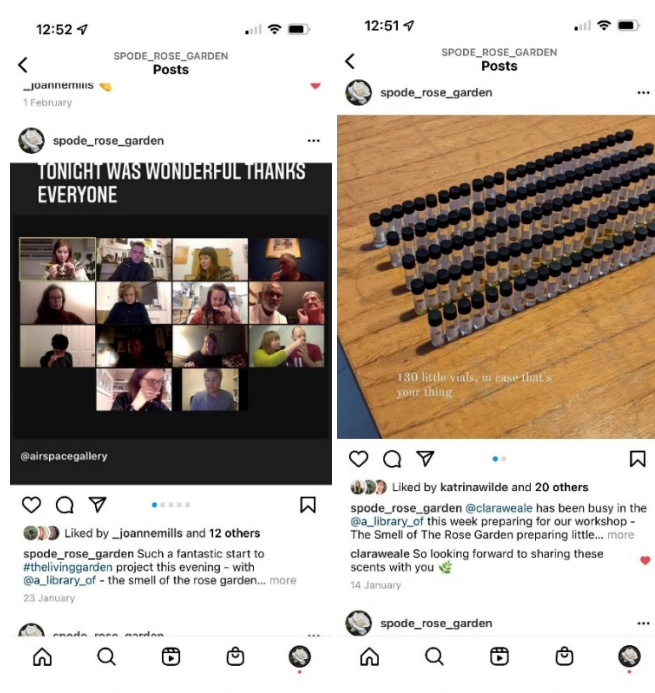 12:52
SPODE_ROSE_GARDEN
Posts
_joannemills
1 February
spode_rose_garden
TONIGHT WAS WONDERFUL THANKS
EVERYONE
@airspacegallery
Liked by _joannemills and 12 others
spode_rose_garden Such a fantastic start to
#thelivinggarden project this evening - with
@a_library_of - the smell of the rose garden... more
23 January
spode_rose_garden
12:51
SPODE_ROSE_GARDEN
Posts
spode_rose_garden
130 little vials, in case that's
your thing
Liked by katrinawilde and 20 others
spode_rose_garden @claraweale has been busy in the
@a_library_of this week preparing for our workshop -
The Smell of The Rose Garden preparing little... more
claraweale So looking forward to sharing these
scents with you 🌿
14 January
spode_rose_garden